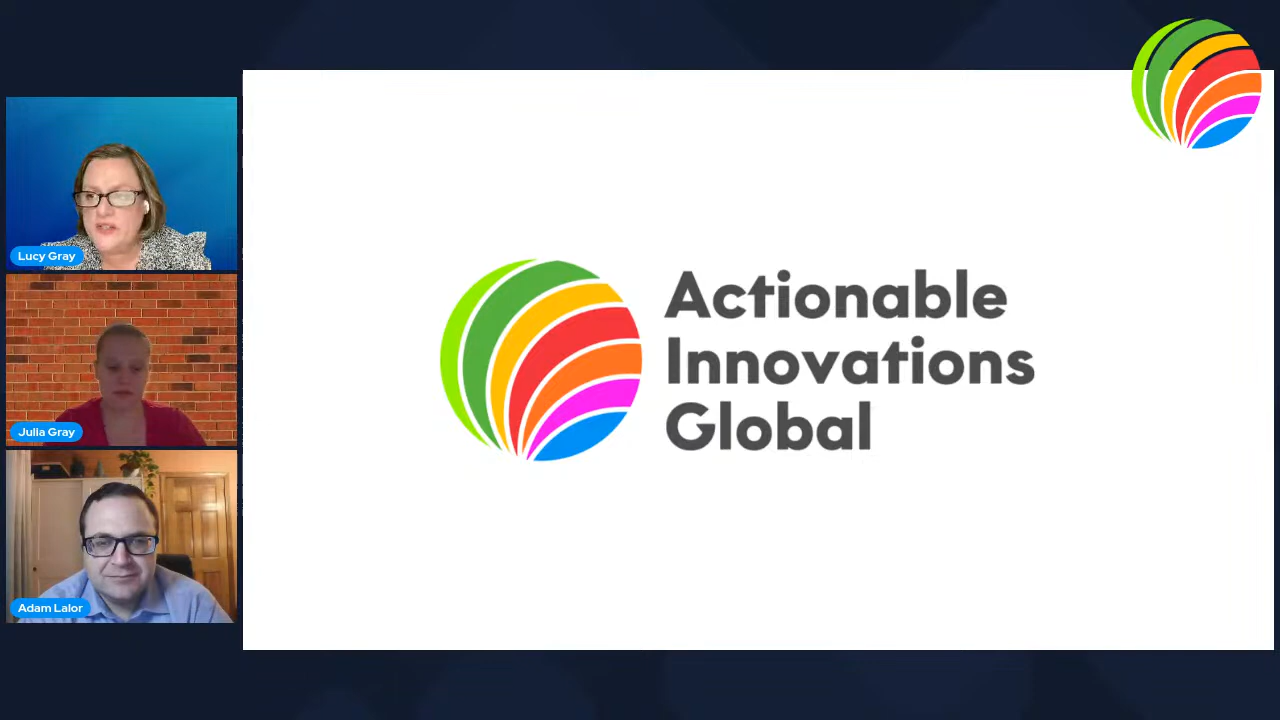 Lucy Gray
Julia Gray
Adam Lalor
Actionable
Innovations
Global